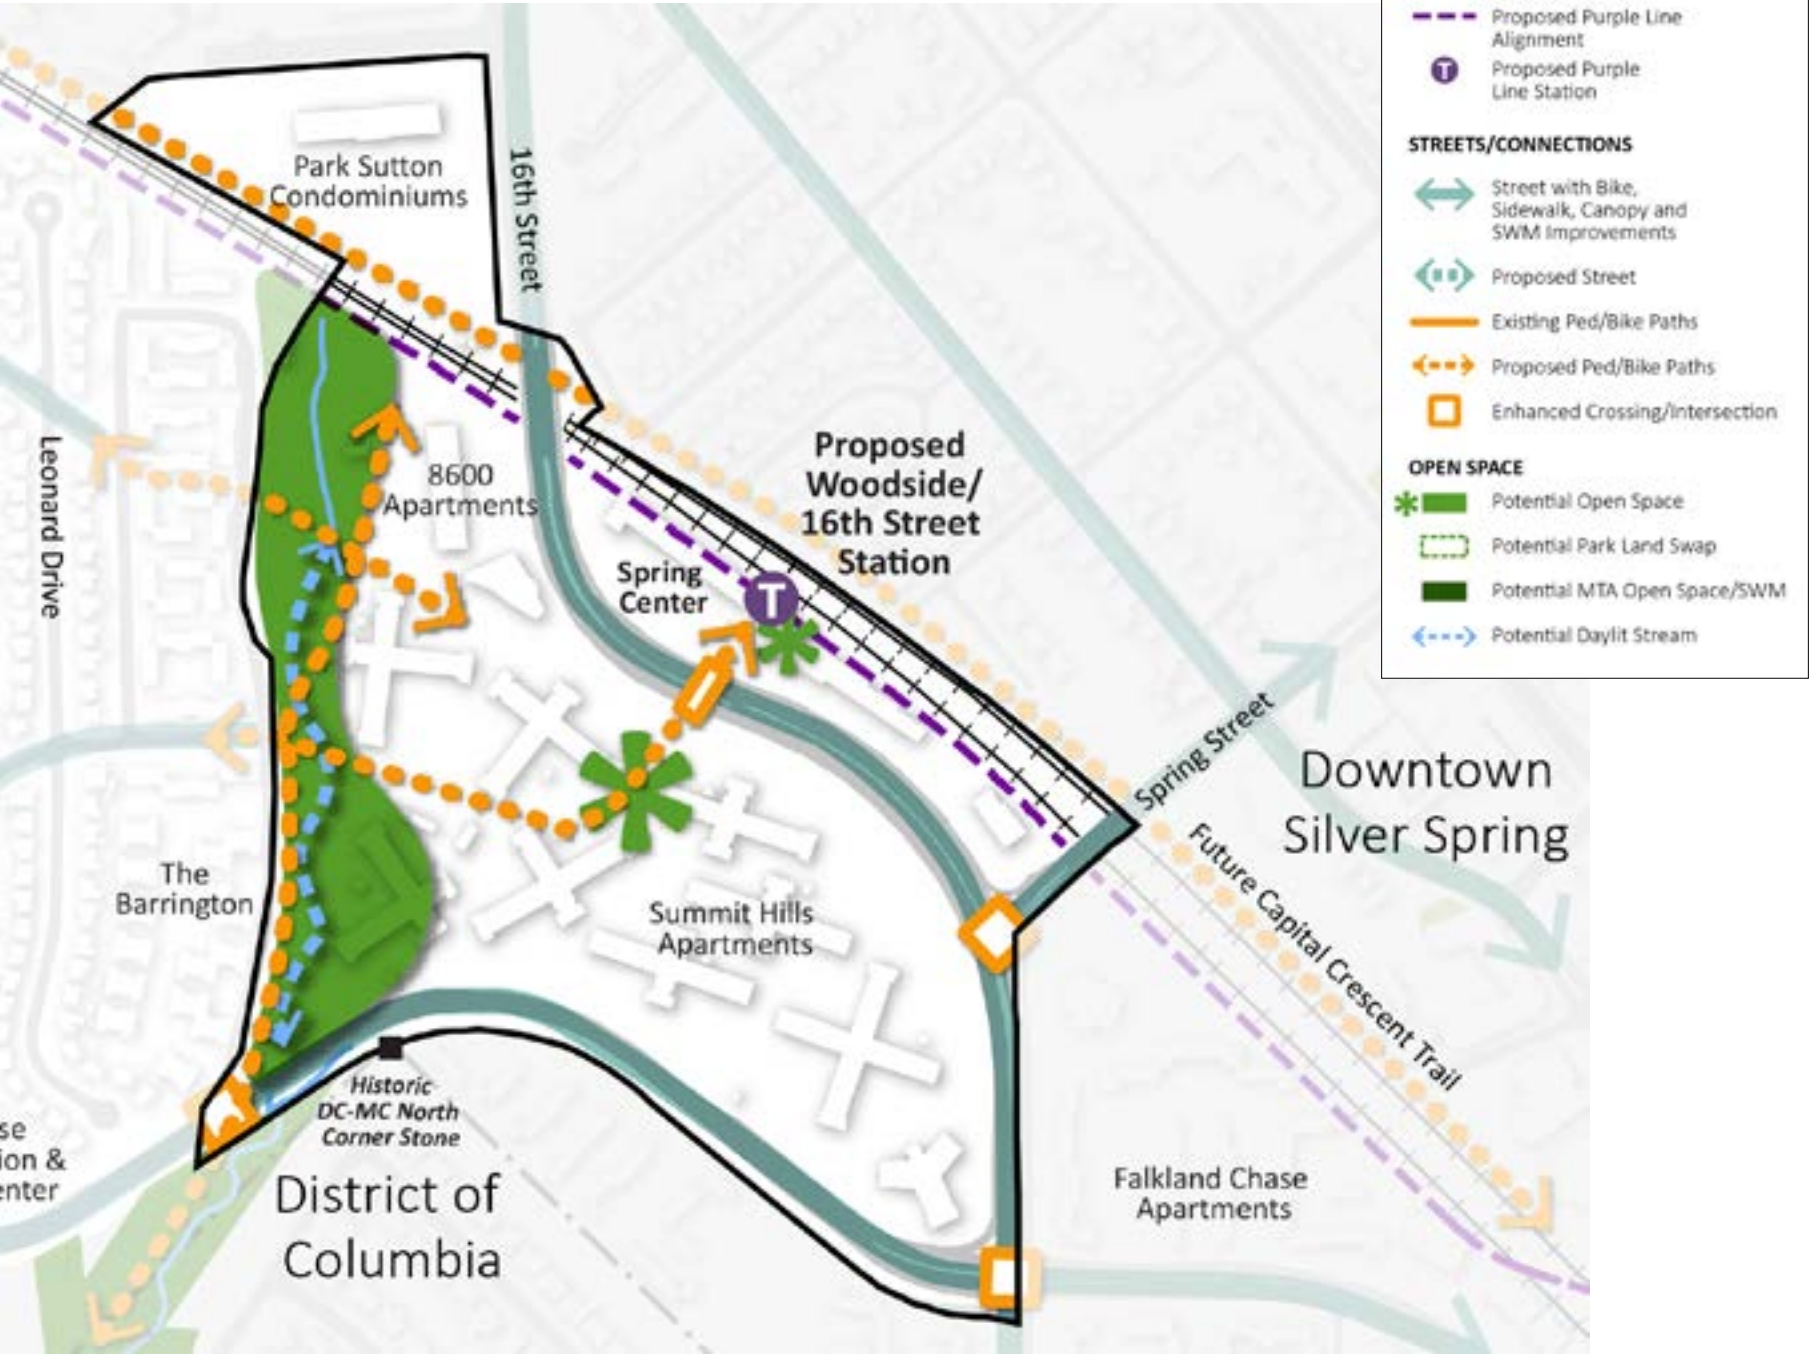 Proposed Purple Line
Alignment
T
Proposed Purple
Line Station
STREETS/CONNECTIONS
Street with Bike,
Sidewalk, Canopy and
SWM Improvements
Proposed Street
Existing Ped/Bike Paths
Proposed Ped/Bike Paths
Enhanced Crossing/Intersection
OPEN SPACE
Potential Open Space
Potential Park Land Swap
Potential MTA Open Space/SWM
Potential Daylit Stream
Park Sutton
Condominiums
16th Street
Leonard Drive
8600
Apartments
Proposed
Woodside/
16th Street
Station
Spring
Center
T
Spring Street
Downtown
Silver Spring
Future Capital Crescent Trail
The
Barrington
Summit Hills
Apartments
Historic
DC-MC North
Corner Stone
se
ion &
enter
District of
Columbia
Falkland Chase
Apartments